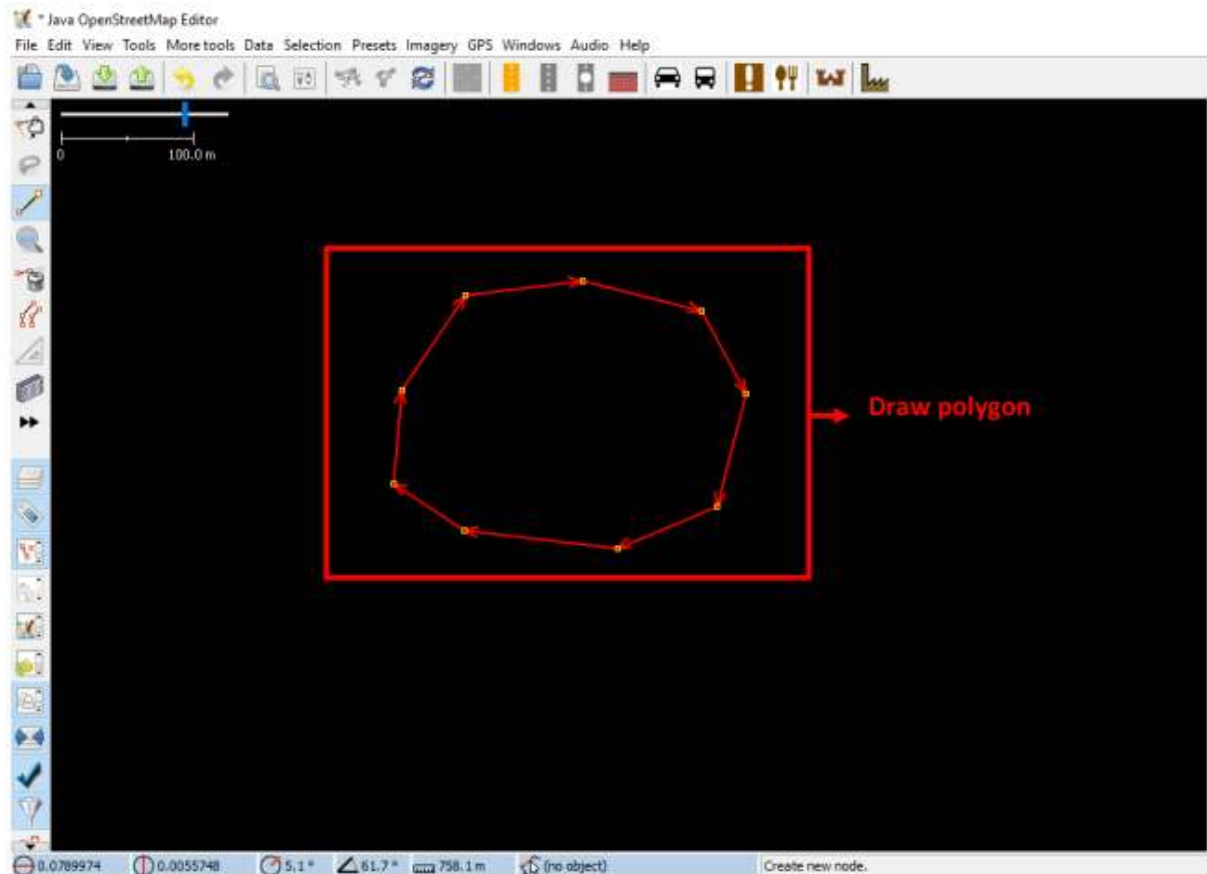 * Java OpenStreetMap Editor
File Edit View Tools More tools Data Selection Presets Imagery GPS Windows Audio Help
0 100.0 m
Draw polygon
0.0789974 0.0055748 5.1 ° 61.7 ° 758.1 m (no object) Create new node.